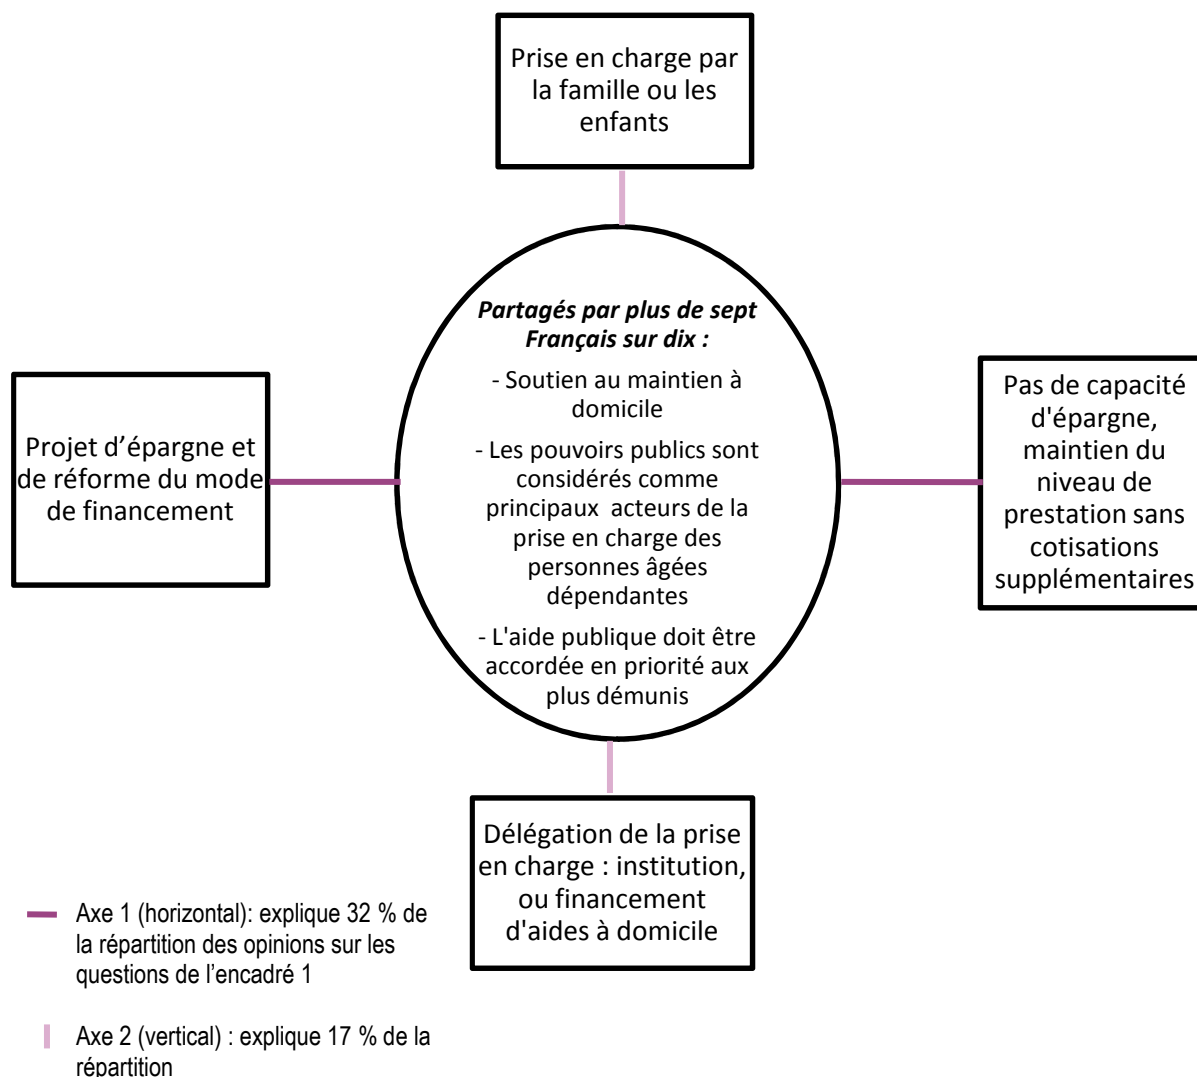 Prise en charge par
la famille ou les
enfants
Partagés par plus de sept
Français sur dix :
- Soutien au maintien à
domicile
- Les pouvoirs publics sont
considérés comme
principaux acteurs de la
prise en charge des
personnes âgées
dépendantes
- L'aide publique doit être
accordée en priorité aux
plus démunis
Projet d’épargne et
de réforme du mode
de financement
Pas de capacité
d'épargne,
maintien du
niveau de
prestation sans
cotisations
supplémentaires
Délégation de la prise
en charge : institution,
ou financement
d'aides à domicile
Axe 1 (horizontal): explique 32 % de
la répartition des opinions sur les
questions de l’encadré 1
Axe 2 (vertical) : explique 17 % de la
répartition